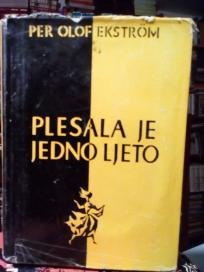 PER OLOF EKSTRÖM
PLESALA JE
JEDNO LJETO